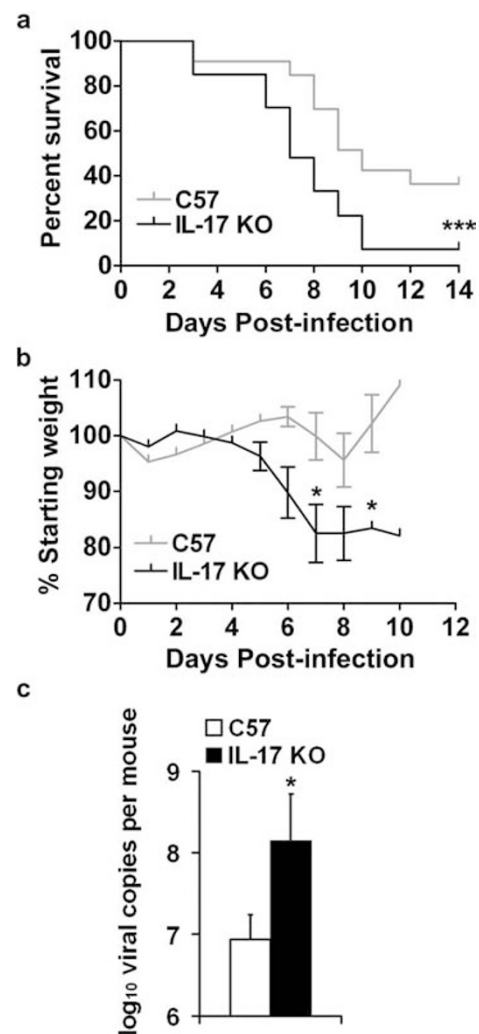 a
100
80
60
40
20
0
Percent survival
C57
IL-17 KO
***
0 2 4 6 8 10 12 14
Days Post-infection
b
110
100
90
80
70
% Starting weight
* *
C57
IL-17 KO
0 2 4 6 8 10 12
Days Post-infection
c
C57
IL-17 KO
log₁₀ viral copies per mouse
9
8
7
6
*